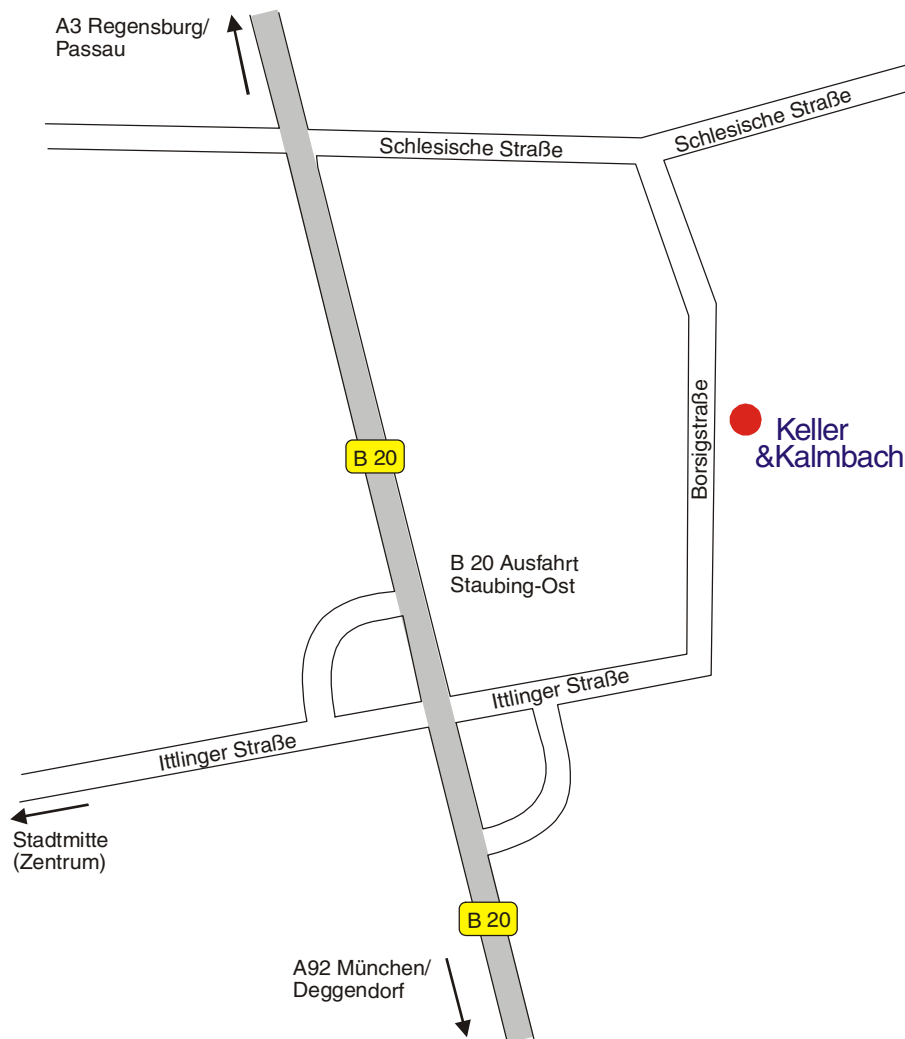 A3 Regensburg/
Passau
Schlesische Straße
Schlesische Straße
Borsigstraße
Keller
&Kalmbach
B 20
B 20 Ausfahrt
Staubing-Ost
Ittlinger Straße
Ittlinger Straße
Stadtmitte
(Zentrum)
B 20
A92 München/
Deggendorf